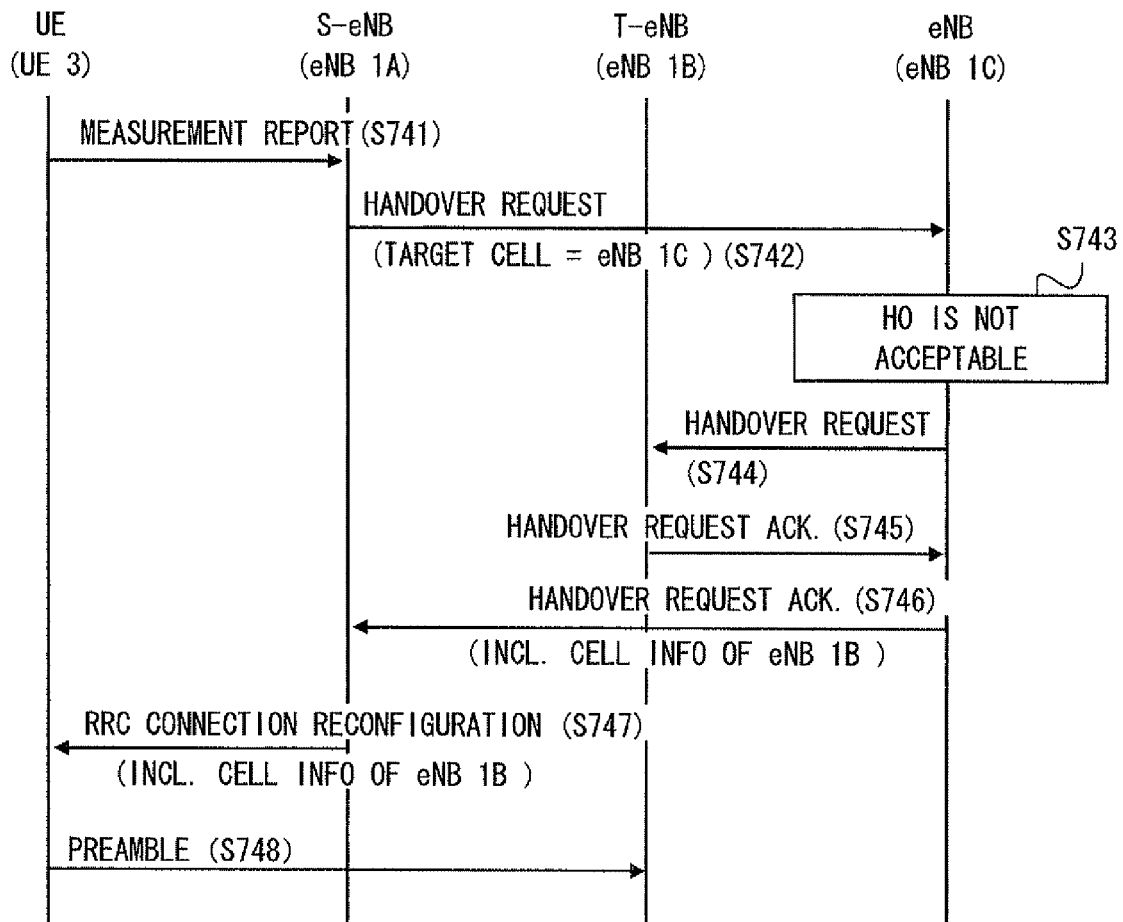 UE S-eNB T-eNB eNB
(UE 3) (eNB 1A) (eNB 1B) (eNB 1C)
MEASUREMENT REPORT (S741)
HANDOVER REQUEST
(TARGET CELL = eNB 1C ) (S742)
S743
HO IS NOT
ACCEPTABLE
HANDOVER REQUEST
(S744)
HANDOVER REQUEST ACK. (S745)
HANDOVER REQUEST ACK. (S746)
(INCL. CELL INFO OF eNB 1B )
RRC CONNECTION RECONFIGURATION (S747)
(INCL. CELL INFO OF eNB 1B )
PREAMBLE (S748)